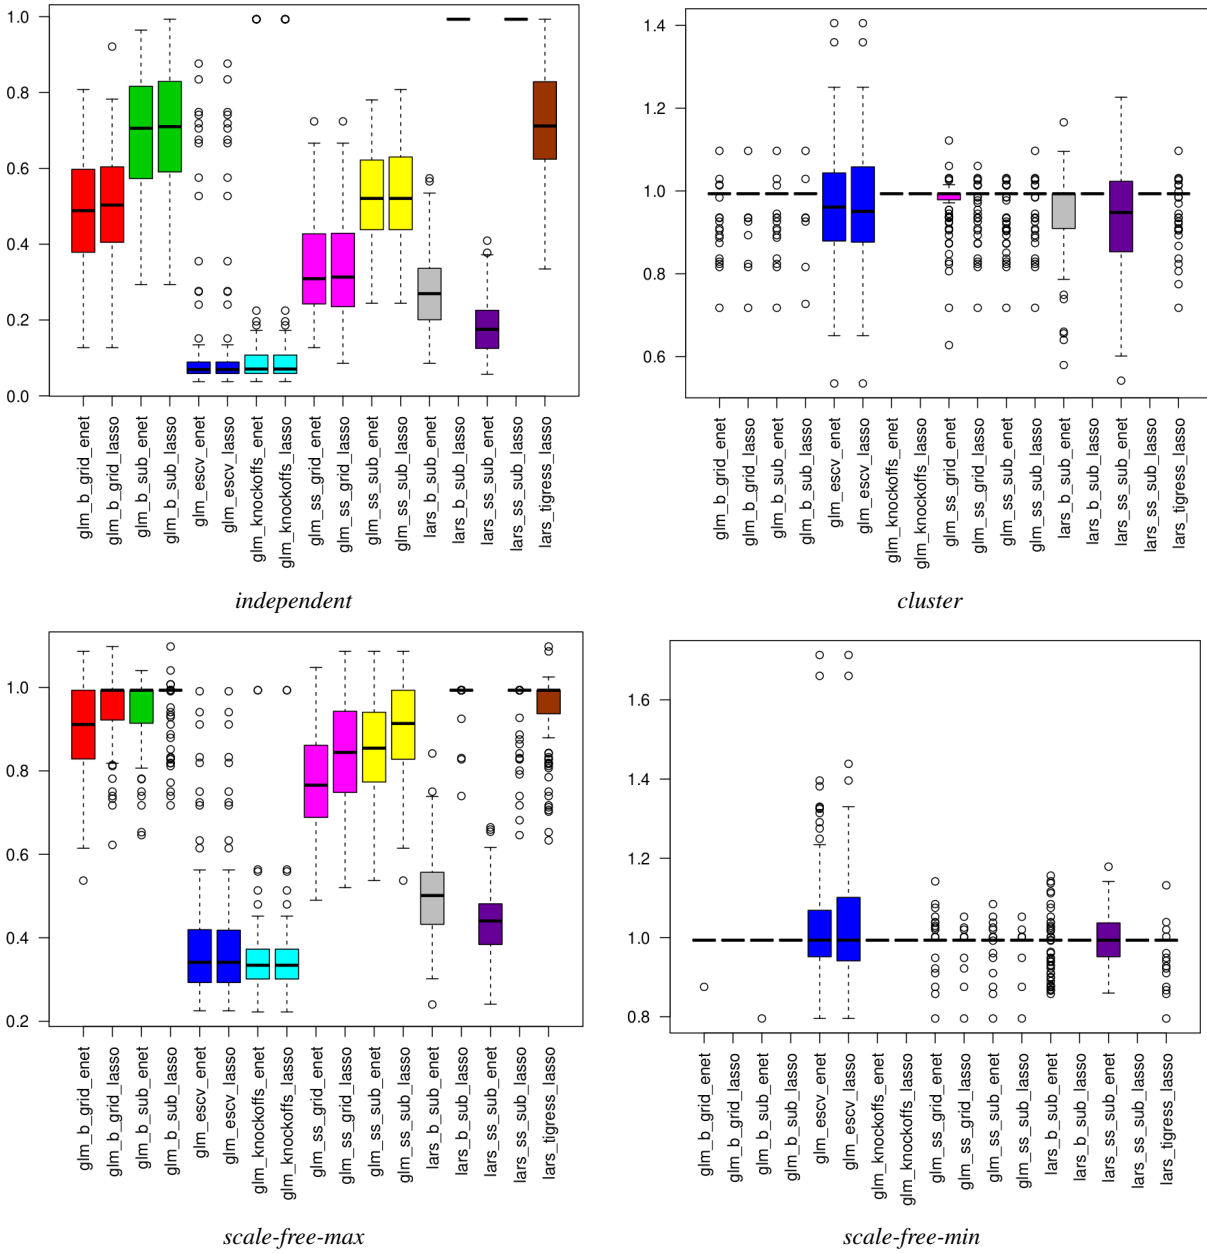 1.0
0.8
0.6
0.4
0.2
0.0
glm_b_grid_enet
glm_b_grid_lasso
glm_b_sub_enet
glm_b_sub_lasso
glm_escv_enet
glm_escv_lasso
glm_knockoffs_enet
glm_knockoffs_lasso
glm_ss_grid_enet
glm_ss_grid_lasso
glm_ss_sub_enet
glm_ss_sub_lasso
lars_b_sub_enet
lars_b_sub_lasso
lars_ss_sub_enet
lars_ss_sub_lasso
lars_tigress_lasso
independent
1.4
1.2
1.0
0.8
0.6
glm_b_grid_enet
glm_b_grid_lasso
glm_b_sub_enet
glm_b_sub_lasso
glm_escv_enet
glm_escv_lasso
glm_knockoffs_enet
glm_knockoffs_lasso
glm_ss_grid_enet
glm_ss_grid_lasso
glm_ss_sub_enet
glm_ss_sub_lasso
lars_b_sub_enet
lars_b_sub_lasso
lars_ss_sub_enet
lars_ss_sub_lasso
lars_tigress_lasso
cluster
1.0
0.8
0.6
0.4
0.2
glm_b_grid_enet
glm_b_grid_lasso
glm_b_sub_enet
glm_b_sub_lasso
glm_escv_enet
glm_escv_lasso
glm_knockoffs_enet
glm_knockoffs_lasso
glm_ss_grid_enet
glm_ss_grid_lasso
glm_ss_sub_enet
glm_ss_sub_lasso
lars_b_sub_enet
lars_b_sub_lasso
lars_ss_sub_enet
lars_ss_sub_lasso
lars_tigress_lasso
scale-free-max
1.6
1.4
1.2
1.0
0.8
glm_b_grid_enet
glm_b_grid_lasso
glm_b_sub_enet
glm_b_sub_lasso
glm_escv_enet
glm_escv_lasso
glm_knockoffs_enet
glm_knockoffs_lasso
glm_ss_grid_enet
glm_ss_grid_lasso
glm_ss_sub_enet
glm_ss_sub_lasso
lars_b_sub_enet
lars_b_sub_lasso
lars_ss_sub_enet
lars_ss_sub_lasso
lars_tigress_lasso
scale-free-min